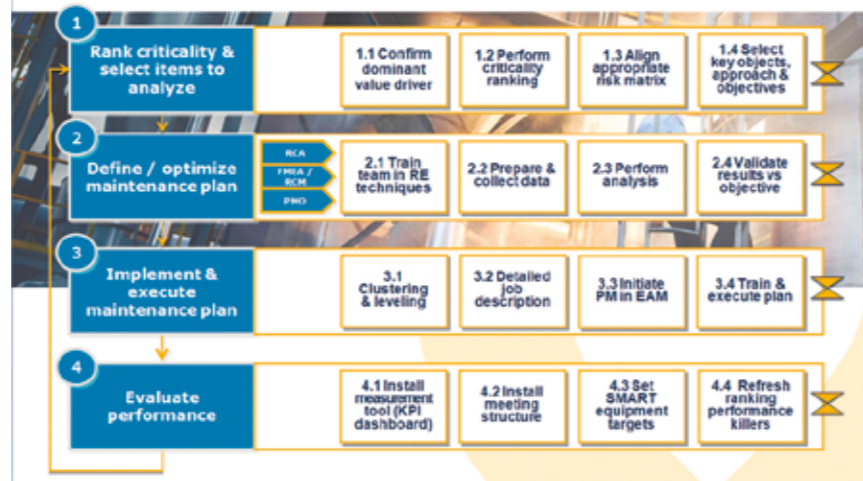 1
Rank criticality &
select items to
analyze
1.1 Confirm
dominant
value driver
1.2 Perform
criticality
ranking
1.3 Align
appropriate
risk matrix
1.4 Select
key objects,
approach &
objectives
2
Define / optimize
maintenance plan
RCA
FMEA /
RCM
PMO
2.1 Train
team in RE
techniques
2.2 Prepare &
collect data
2.3 Perform
analysis
2.4 Validate
results vs
objective
3
Implement &
execute
maintenance plan
3.1
Clustering
& leveling
3.2 Detailed
job
description
3.3 Initiate
PM in EAM
3.4 Train &
execute plan
4
Evaluate
performance
4.1 Install
measurement
tool (KPI
dashboard)
4.2 Install
meeting
structure
4.3 Set
SMART
equipment
targets
4.4 Refresh
ranking
performance
killers